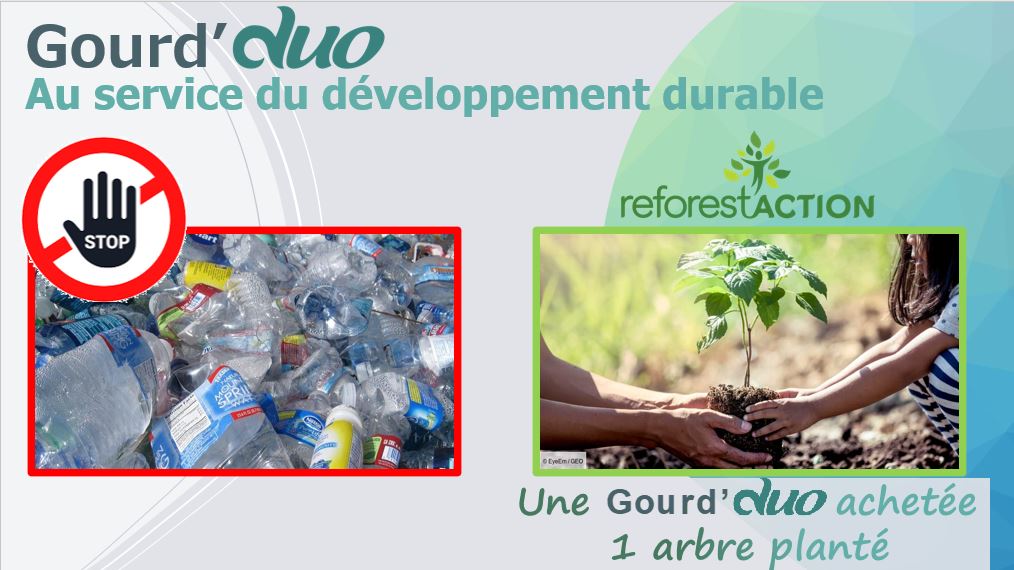 Gourd'duo
Au service du développement durable
STOP
reforestACTION
© EyeEm / GEO
Une Gourd'duo achetée
1 arbre planté